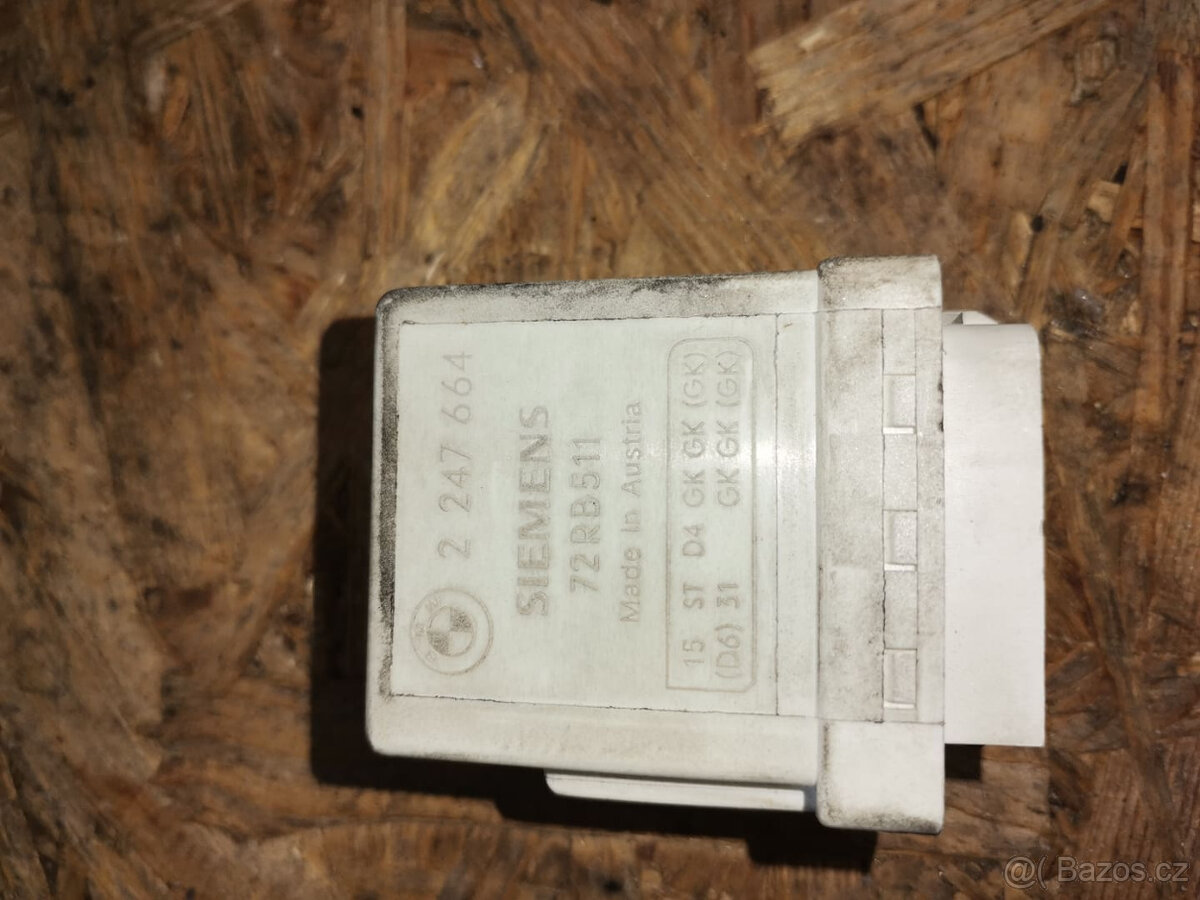 2 247 664
SIEMENS
72RB511
Made in Austria
15 ST D4 GK GK (GK)
(D6) 31 GK GK (GK)
@( Bazos.cz